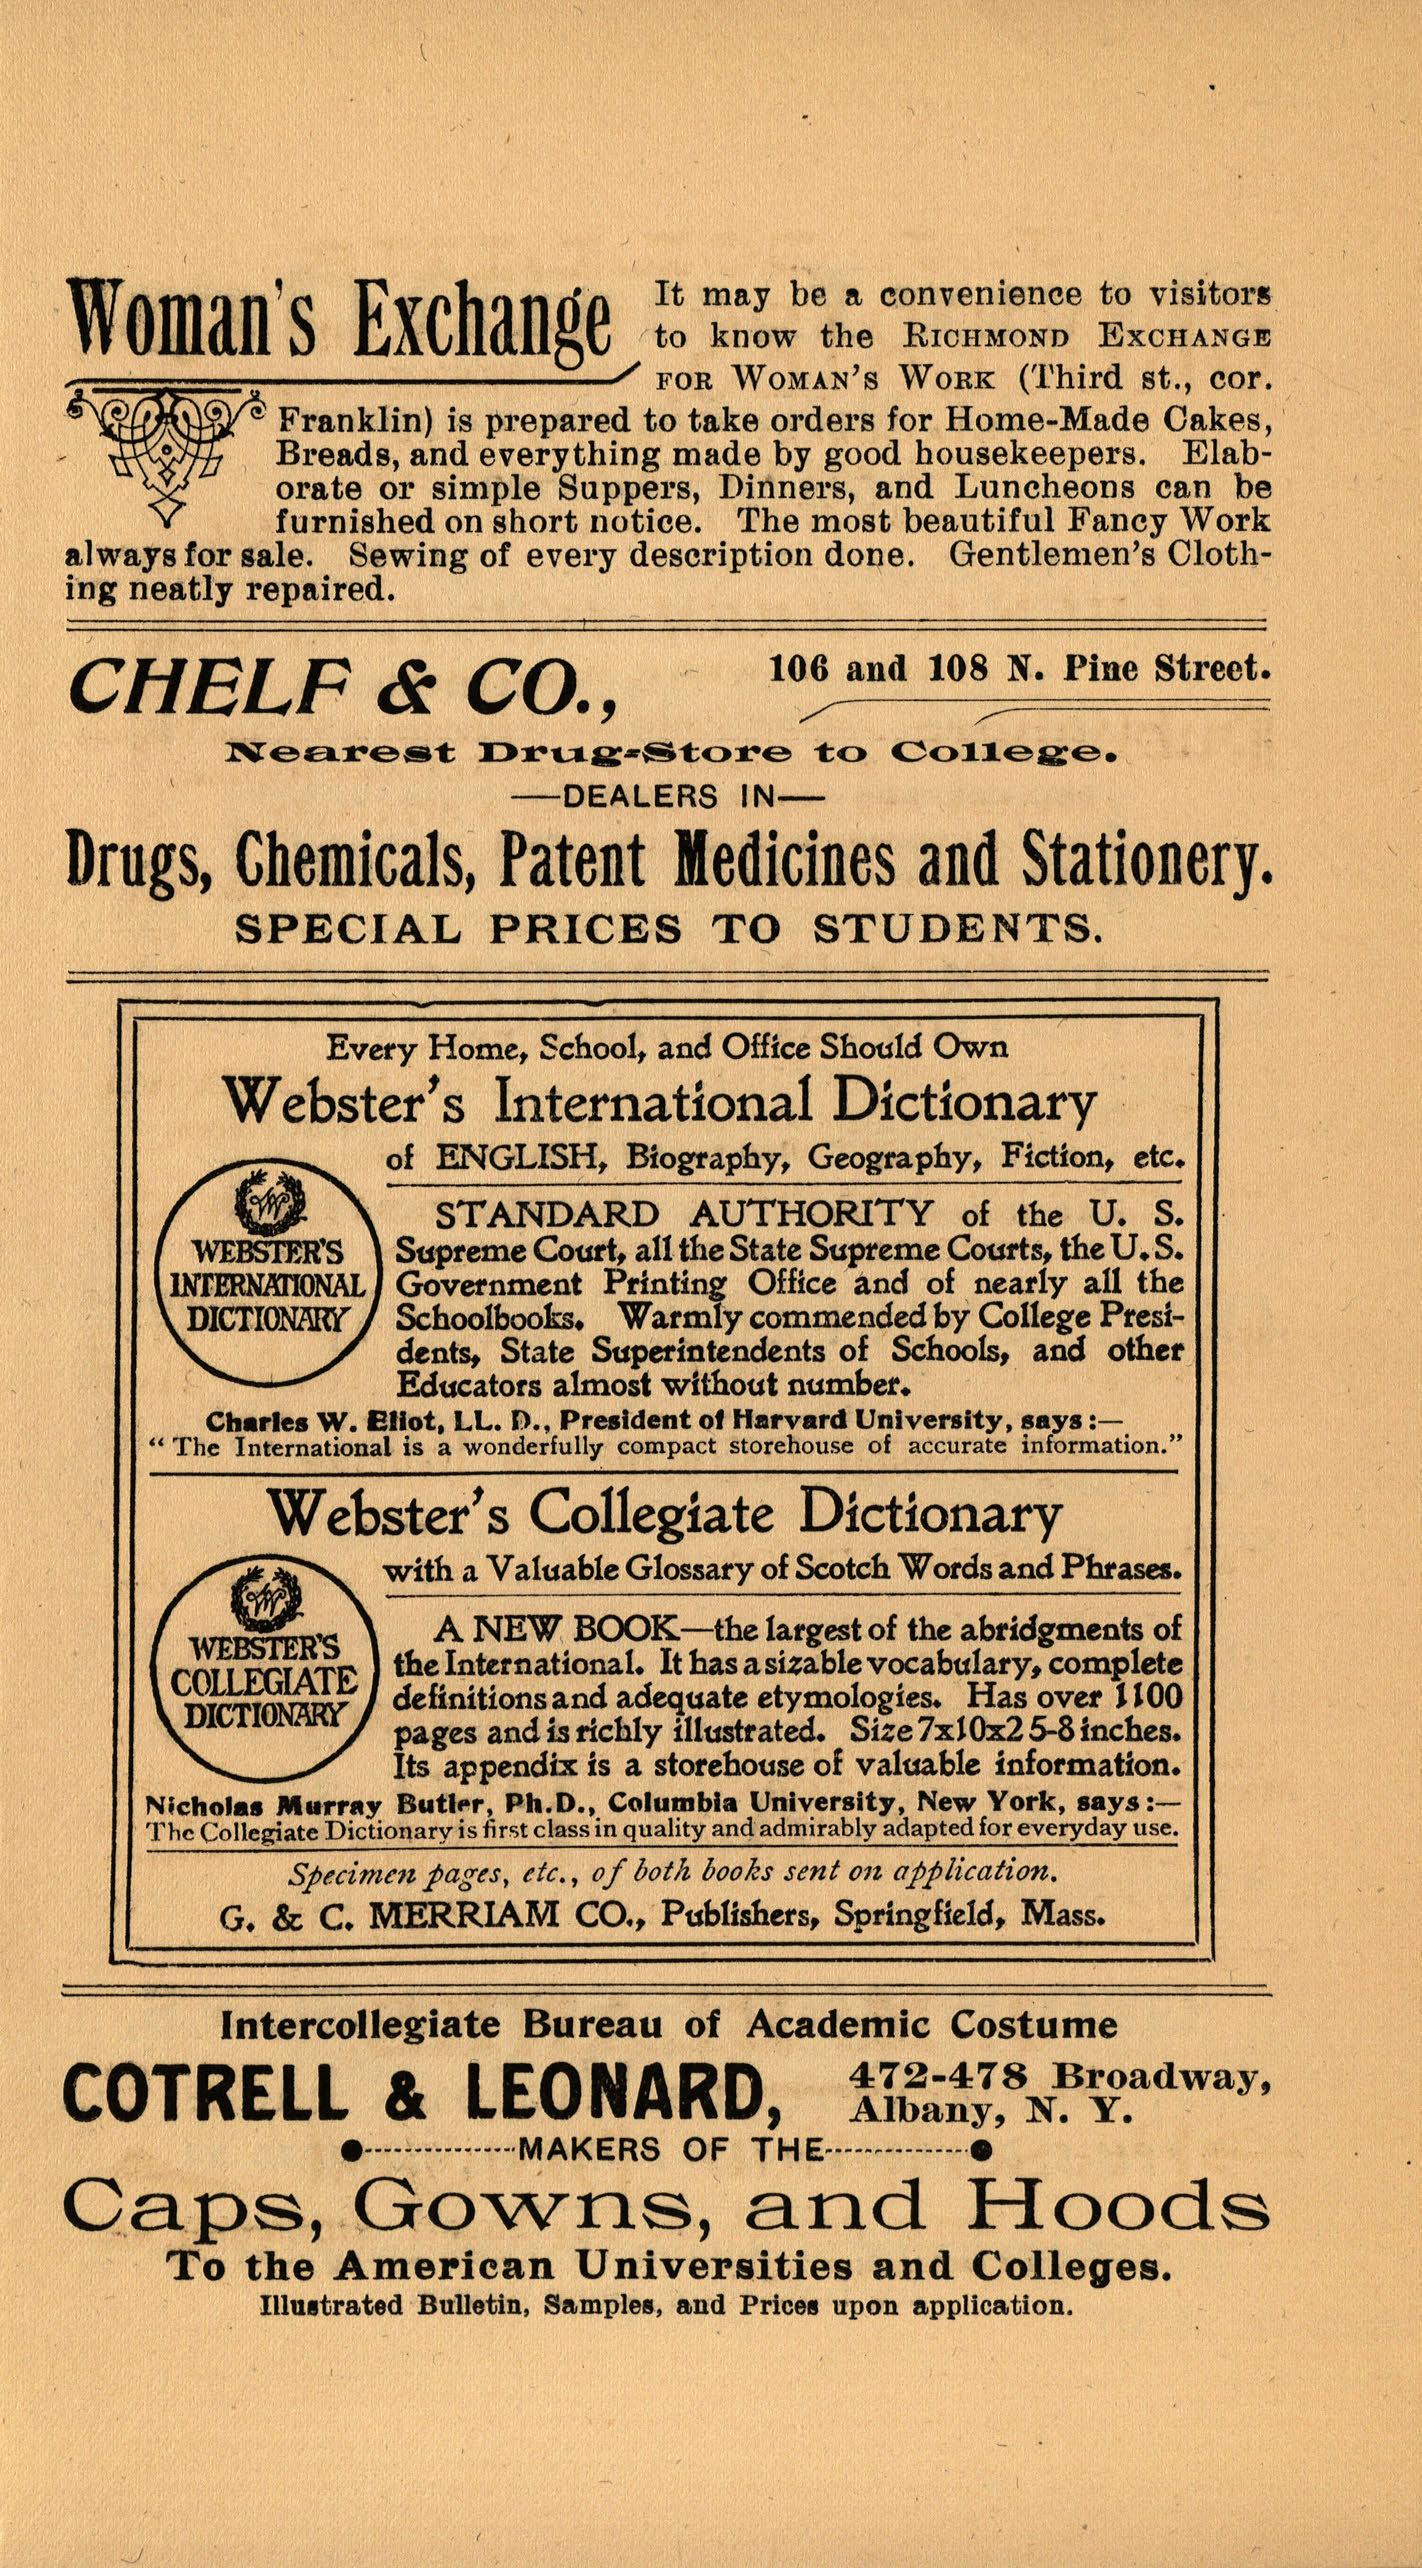 Woman's Exchange
It may be a convenience to visitors
to know the RICHMOND EXCHANGE
FOR WOMAN'S WORK (Third st., cor.
Franklin) is prepared to take orders for Home-Made Cakes,
Breads, and everything made by good housekeepers. Elab-
orate or simple Suppers, Dinners, and Luncheons can be
furnished on short notice. The most beautiful Fancy Work
always for sale. Sewing of every description done. Gentlemen's Cloth-
ing neatly repaired.
CHELF & CO.,
106 and 108 N. Pine Street.
Nearest Drug-Store to College.
—DEALERS IN—
Drugs, Chemicals, Patent Medicines and Stationery.
SPECIAL PRICES TO STUDENTS.
Every Home, School, and Office Should Own
Webster's International Dictionary
of ENGLISH, Biography, Geography, Fiction, etc.
WEBSTER'S
INTERNATIONAL
DICTIONARY
STANDARD AUTHORITY of the U. S.
Supreme Court, all the State Supreme Courts, the U. S.
Government Printing Office and of nearly all the
Schoolbooks. Warmly commended by College Presi-
dents, State Superintendents of Schools, and other
Educators almost without number.
Charles W. Eliot, LL. D., President of Harvard University, says:—
"The International is a wonderfully compact storehouse of accurate information."
Webster's Collegiate Dictionary
with a Valuable Glossary of Scotch Words and Phrases.
WEBSTER'S
COLLEGIATE
DICTIONARY
A NEW BOOK—the largest of the abridgments of
the International. It has a sizable vocabulary, complete
definitions and adequate etymologies. Has over 1100
pages and is richly illustrated. Size 7x10x2 5-8 inches.
Its appendix is a storehouse of valuable information.
Nicholas Murray Butler, Ph.D., Columbia University, New York, says:—
The Collegiate Dictionary is first class in quality and admirably adapted for everyday use.
Specimen pages, etc., of both books sent on application.
G. & C. MERRIAM CO., Publishers, Springfield, Mass.
Intercollegiate Bureau of Academic Costume
COTRELL & LEONARD,
472-478 Broadway,
Albany, N. Y.
MAKERS OF THE
Caps, Gowns, and Hoods
To the American Universities and Colleges.
Illustrated Bulletin, Samples, and Prices upon application.